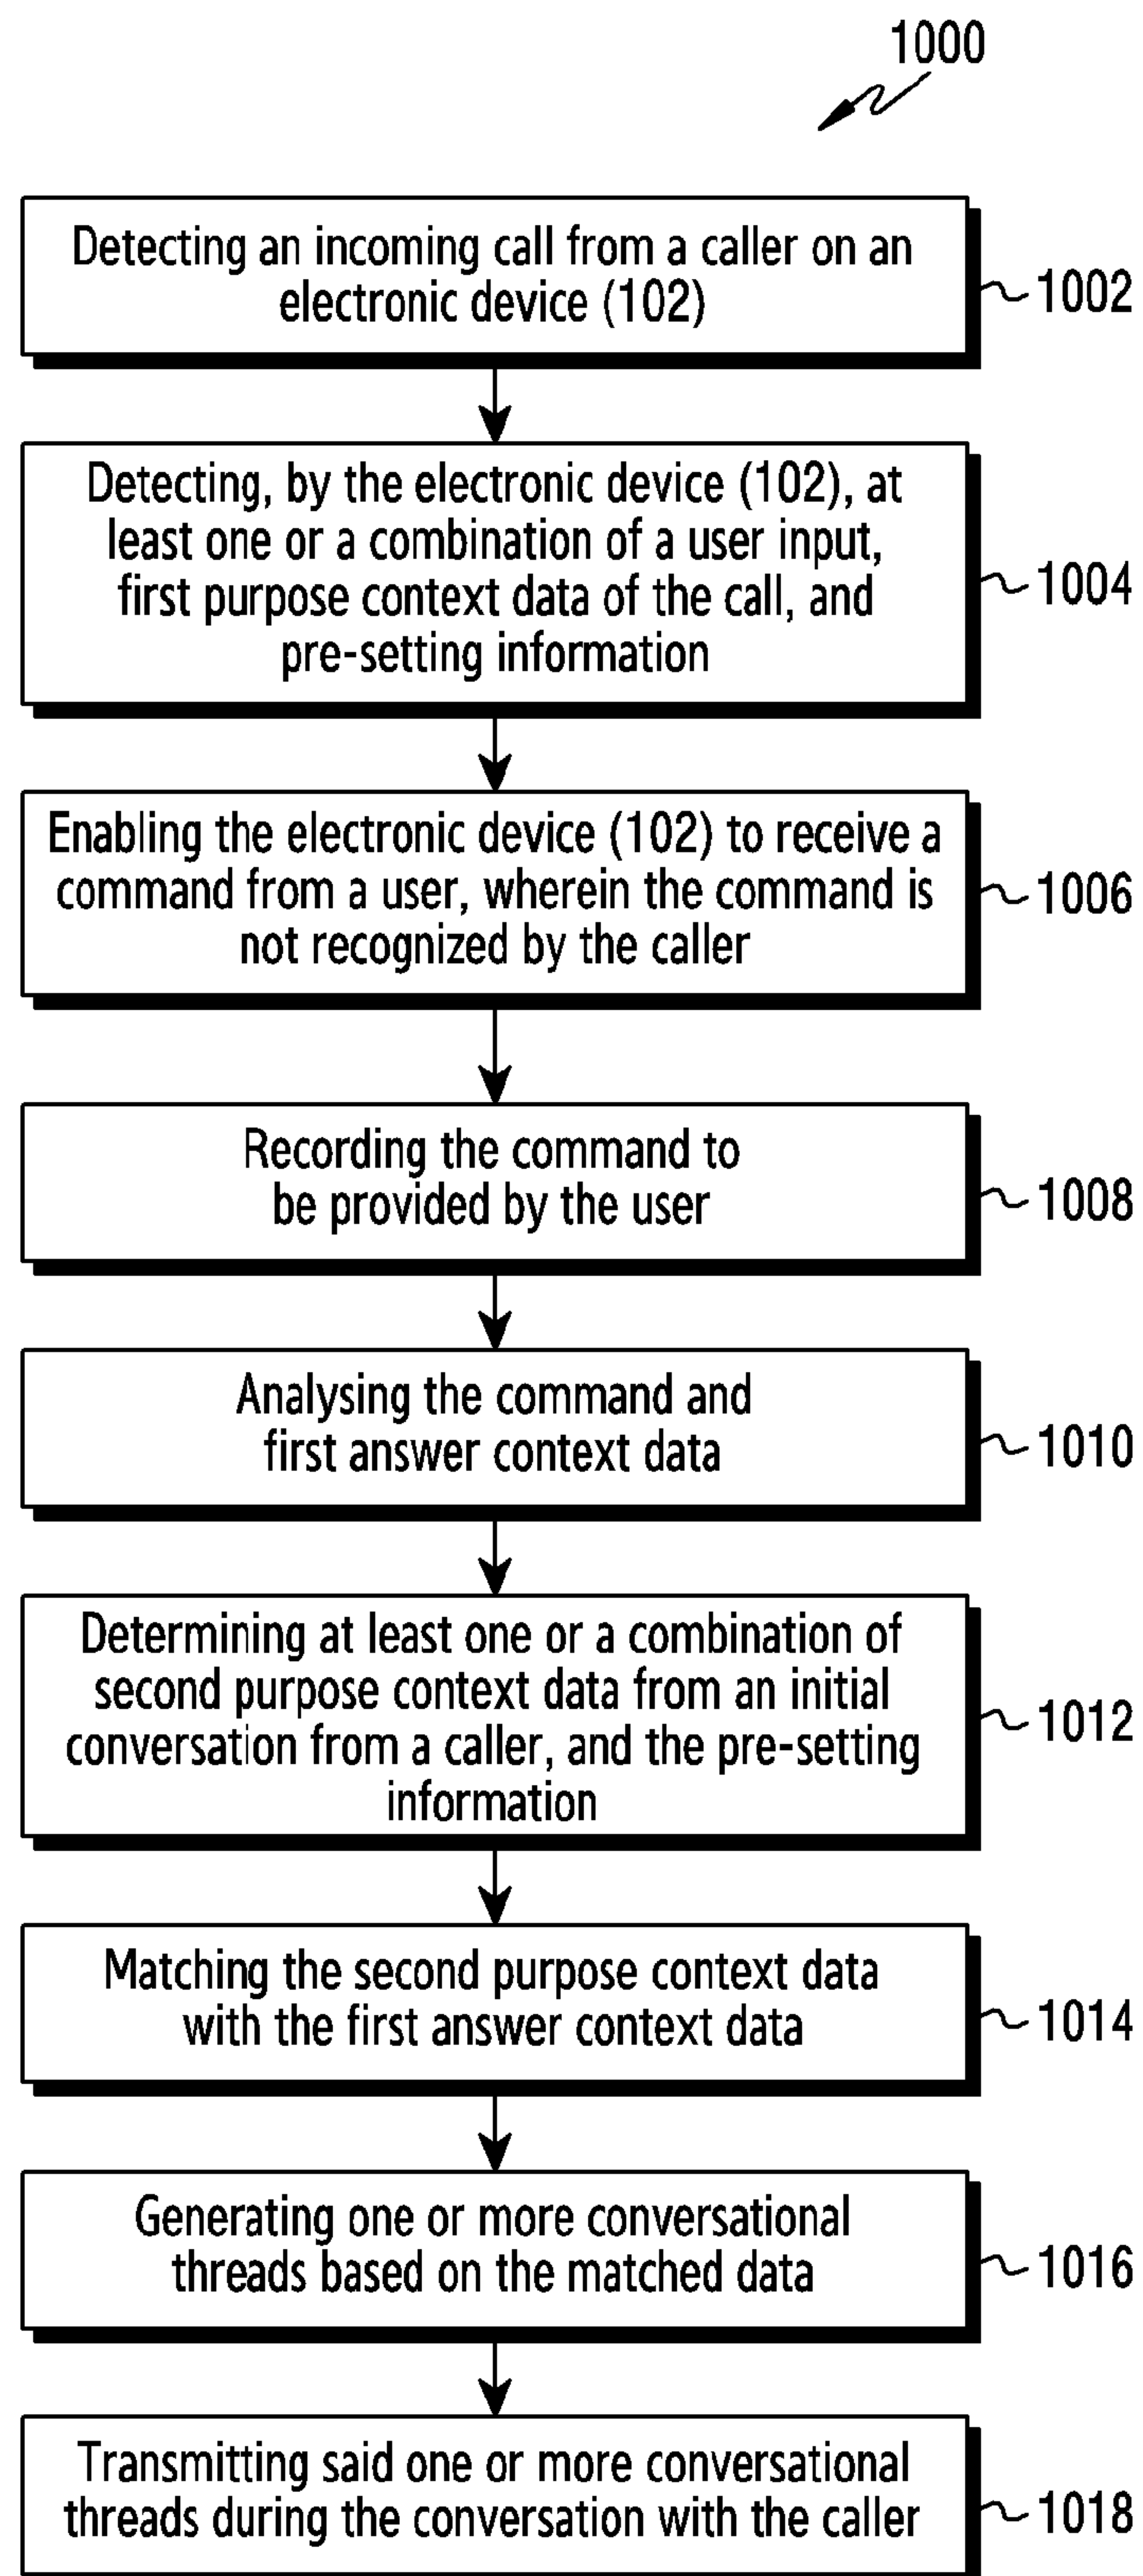 1000
Detecting an incoming call from a caller on an
electronic device (102)
1002
Detecting, by the electronic device (102), at
least one or a combination of a user input,
first purpose context data of the call, and
pre-setting information
1004
Enabling the electronic device (102) to receive a
command from a user, wherein the command is
not recognized by the caller
1006
Recording the command to
be provided by the user
1008
Analysing the command and
first answer context data
1010
Determining at least one or a combination of
second purpose context data from an initial
conversation from a caller, and the pre-setting
information
1012
Matching the second purpose context data
with the first answer context data
1014
Generating one or more conversational
threads based on the matched data
1016
Transmitting said one or more conversational
threads during the conversation with the caller
1018